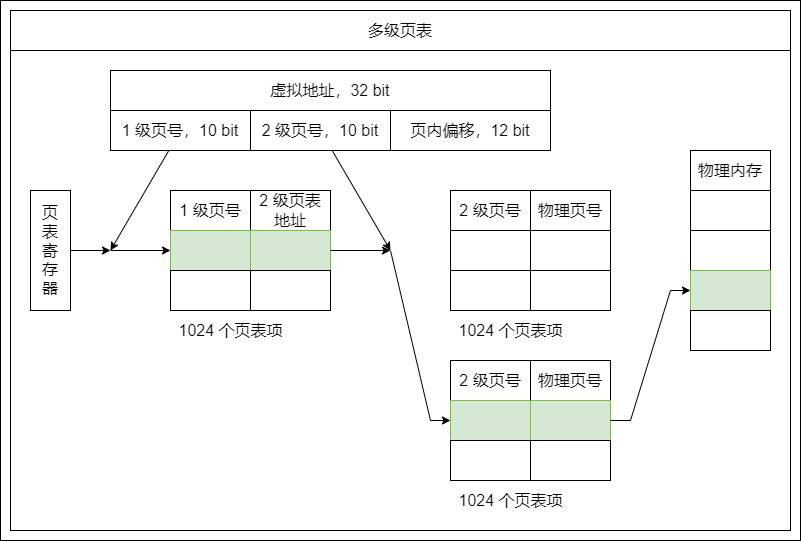 多级页表
虚拟地址，32 bit
1 级页号，10 bit
2 级页号，10 bit
页内偏移，12 bit
物理内存
页
表
寄
存
器
1 级页号
2 级页表
地址
2 级页号
物理页号
1024 个页表项
1024 个页表项
2 级页号
物理页号
1024 个页表项